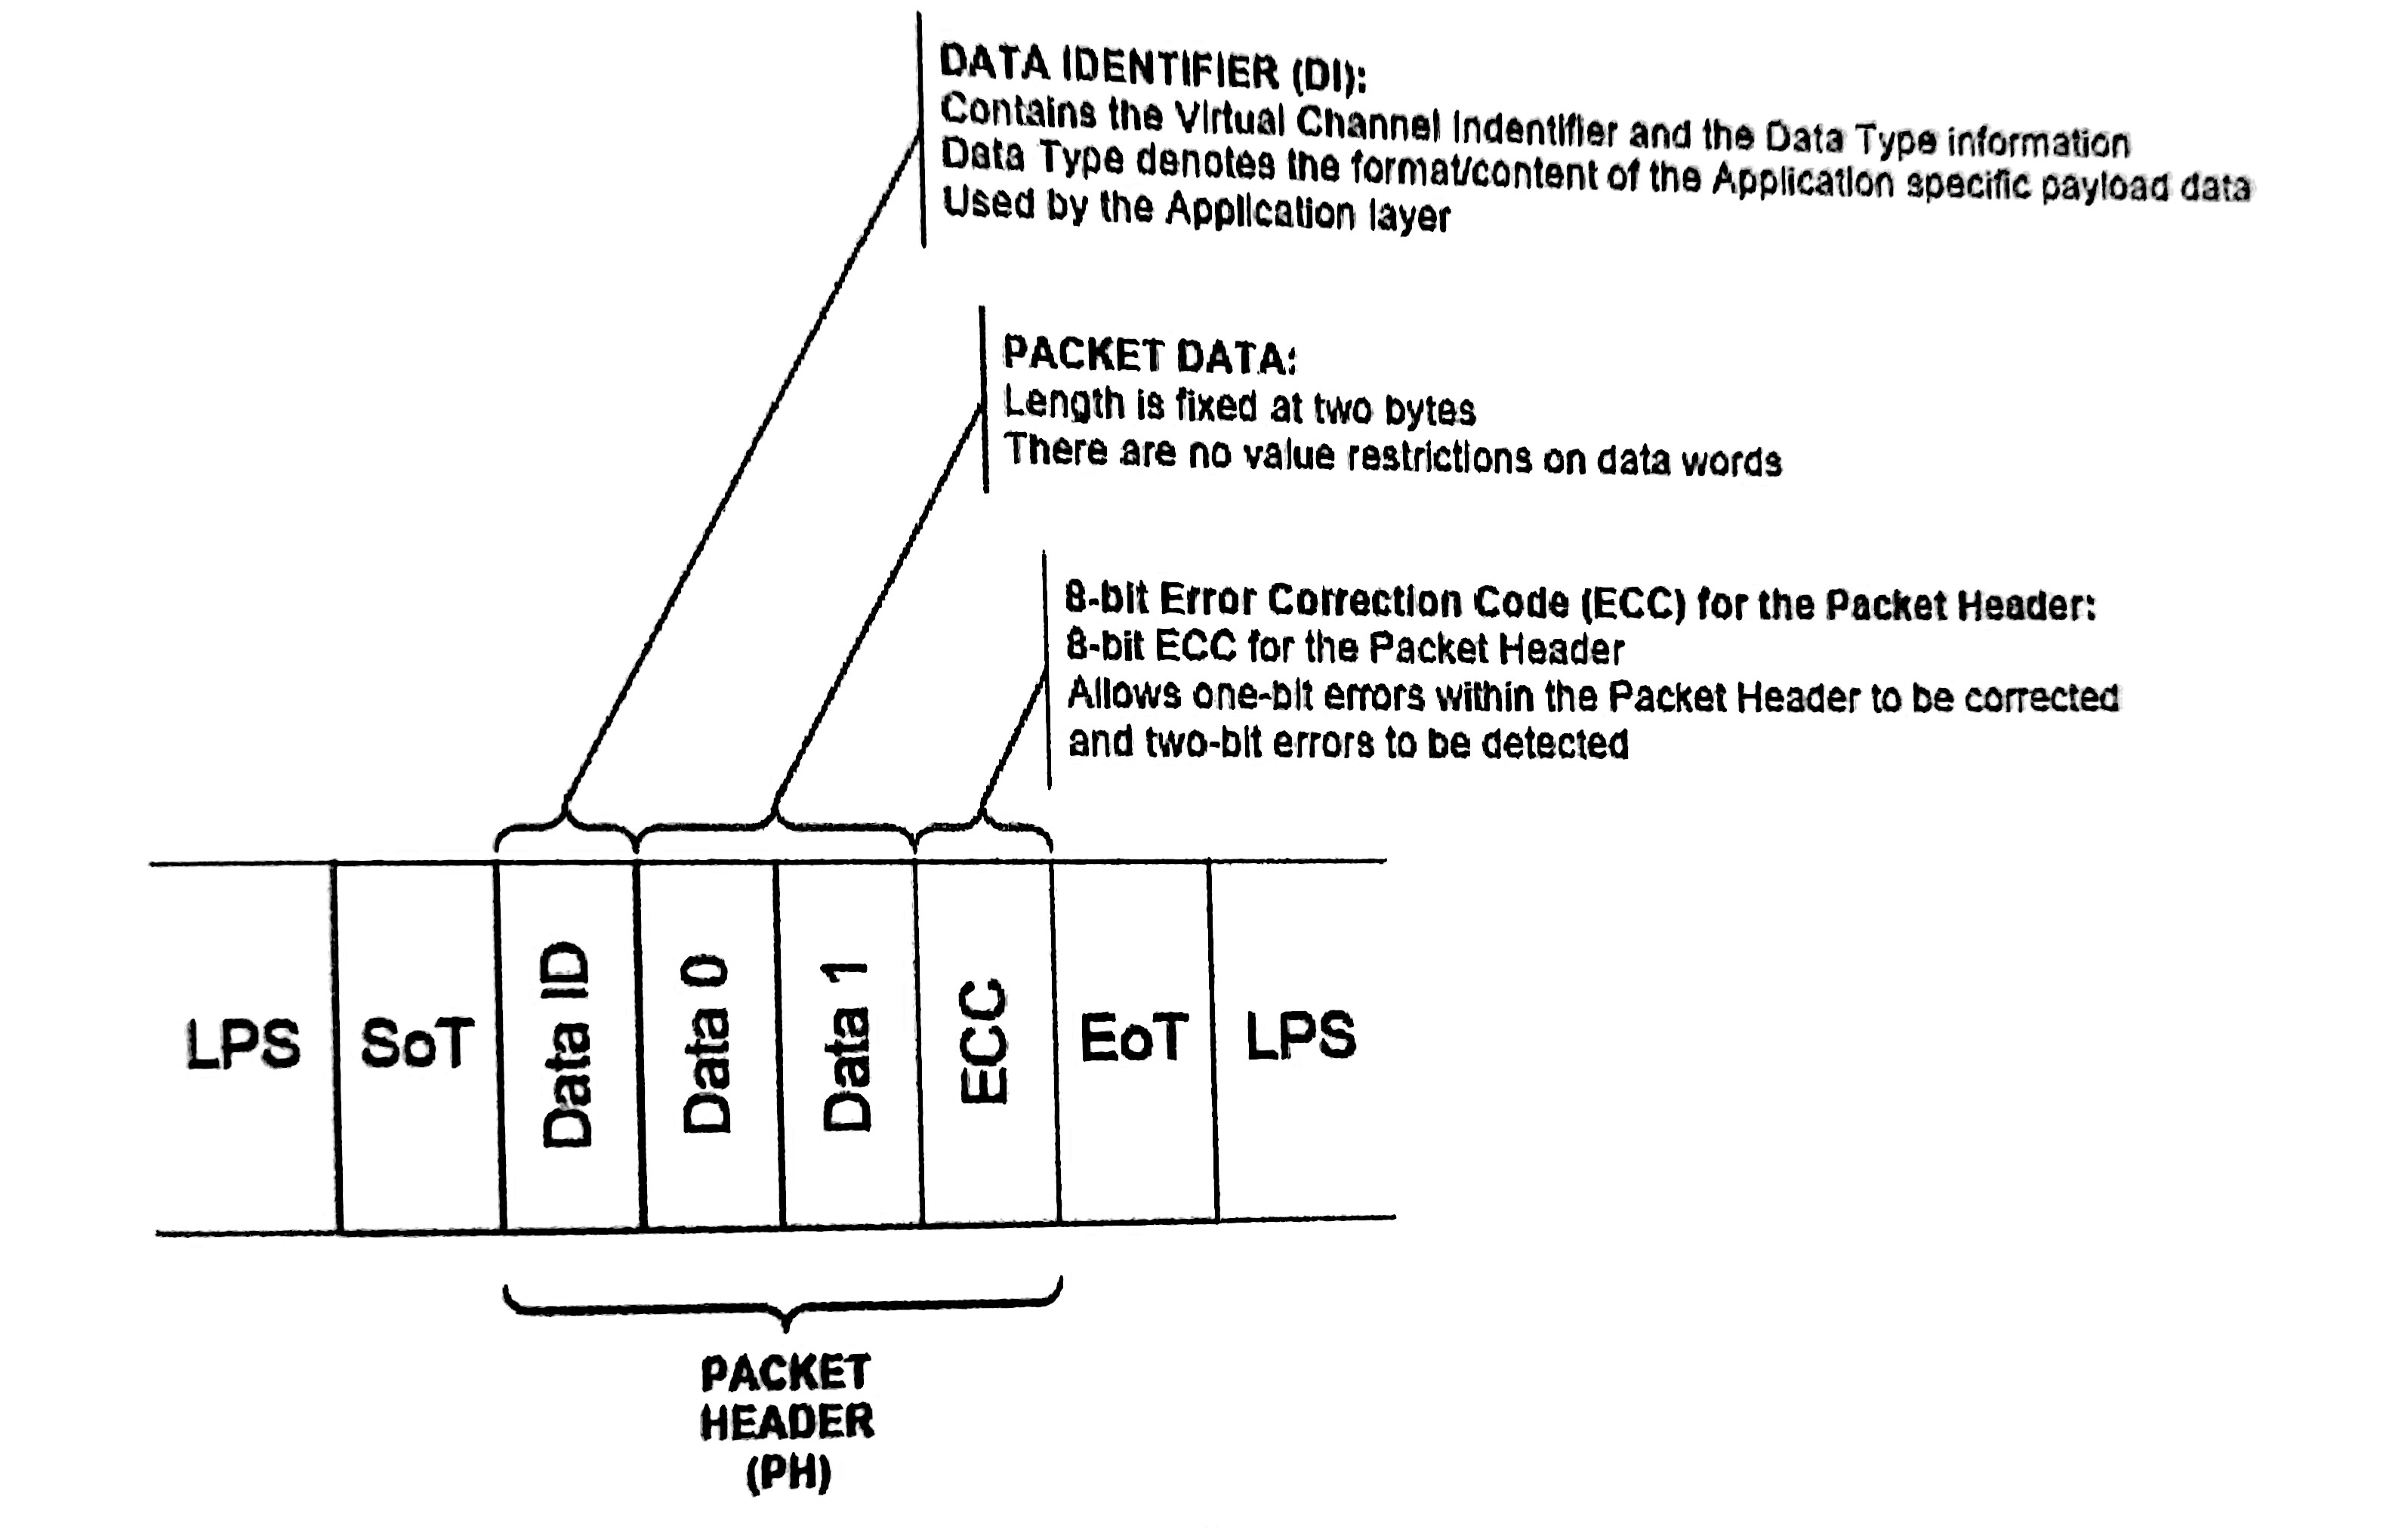 DATA IDENTIFIER (DI):
Contains the Virtual Channel Indentifier and the Data Type information
Data Type denotes the format/content of the Application specific payload data
Used by the Application layer
PACKET DATA:
Length is fixed at two bytes
There are no value restrictions on data words
8-bit Error Correction Code (ECC) for the Packet Header:
8-bit ECC for the Packet Header
Allows one-bit errors within the Packet Header to be corrected
and two-bit errors to be detected
LPS
SoT
Data ID
Data 0
Data 1
ECC
EoT
LPS
PACKET
HEADER
(PH)